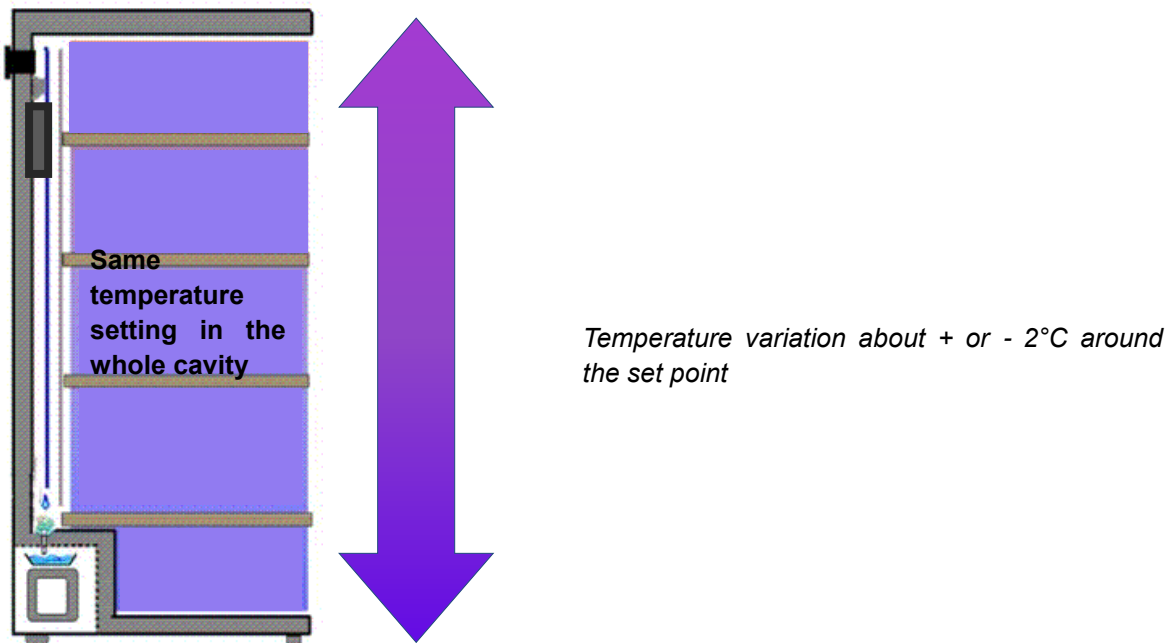 Same
temperature
setting in the
whole cavity
Temperature variation about + or - 2°C around
the set point